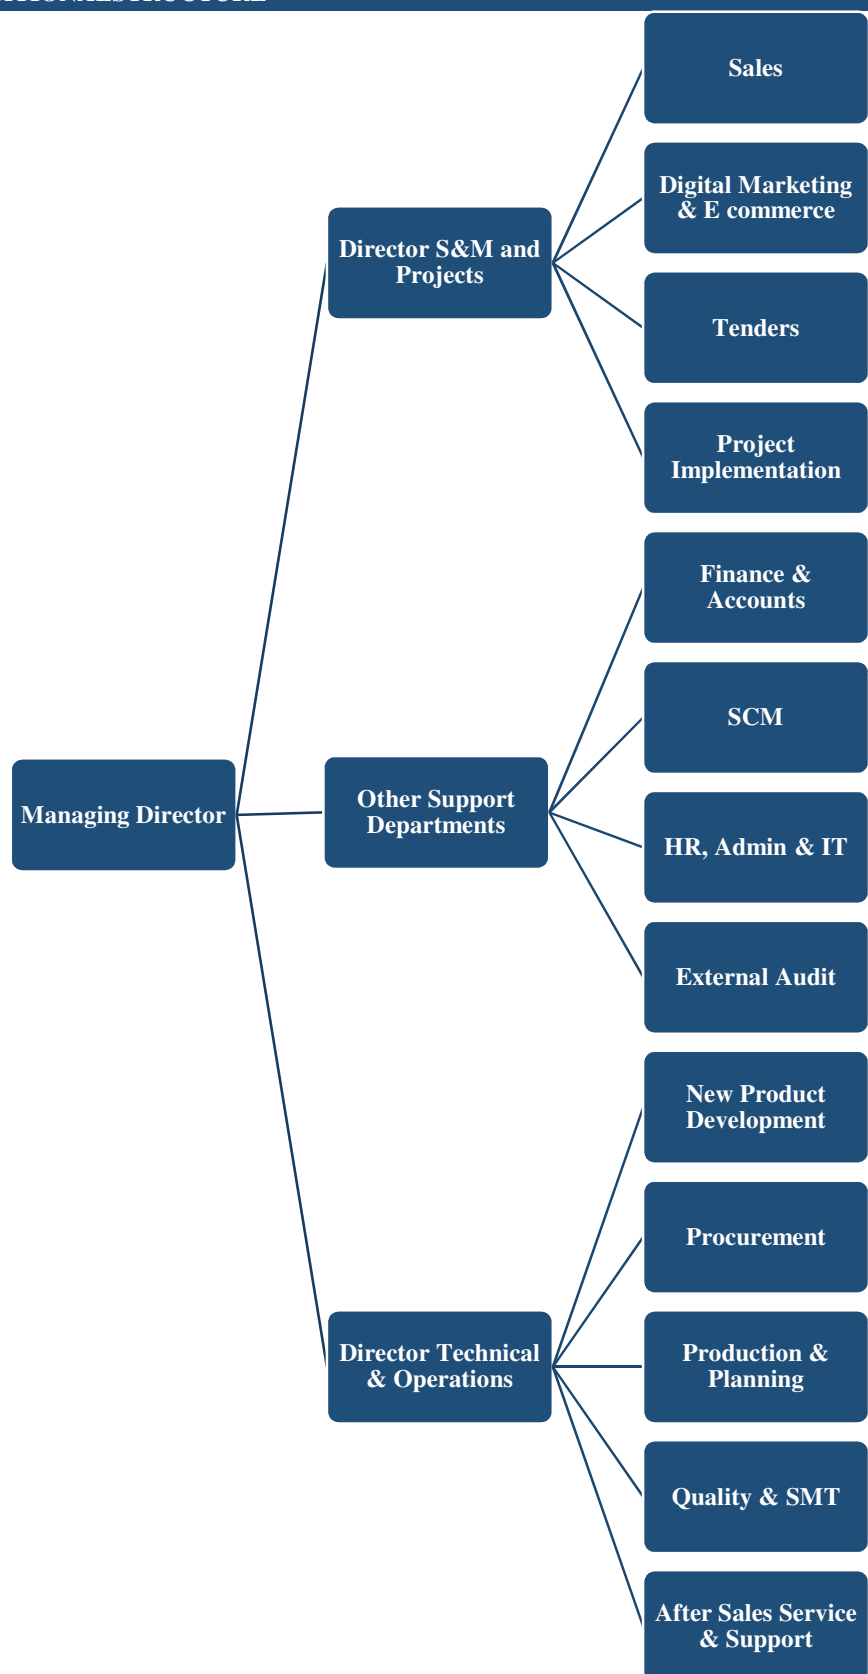 Sales
Digital Marketing
& E commerce
Director S&M and
Projects
Tenders
Project
Implementation
Finance &
Accounts
SCM
Managing Director
Other Support
Departments
HR, Admin & IT
External Audit
New Product
Development
Procurement
Director Technical
& Operations
Production &
Planning
Quality & SMT
After Sales Service
& Support